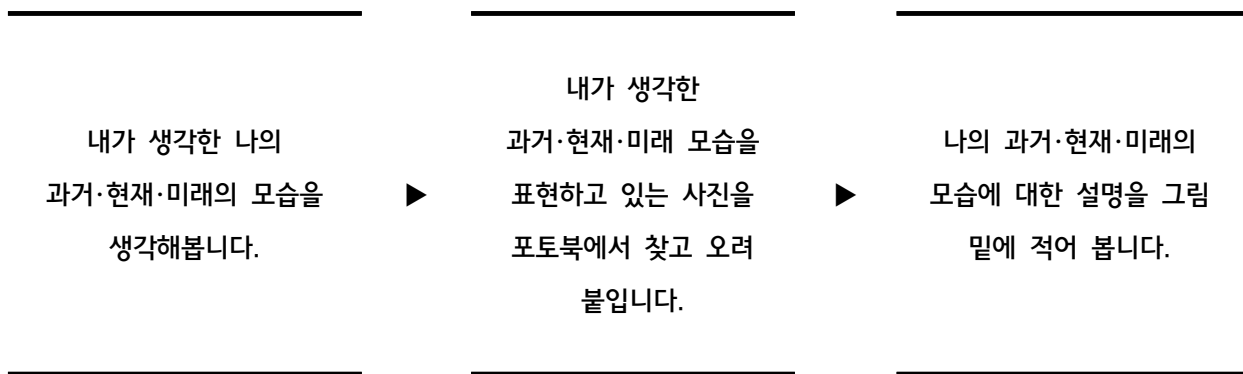 내가 생각한 나의
과거·현재·미래의 모습을
생각해봅니다.
▶
내가 생각한
과거·현재·미래 모습을
표현하고 있는 사진을
포토북에서 찾고 오려
붙입니다.
▶
나의 과거·현재·미래의
모습에 대한 설명을 그림
밑에 적어 봅니다.